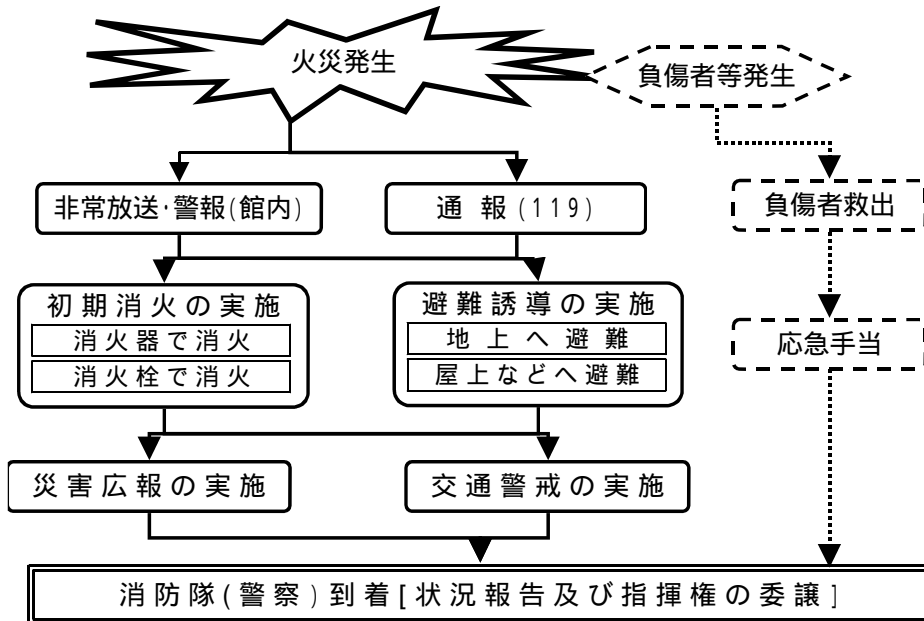 火災発生
負傷者等発生
非常放送・警報(館内)
通報(119)
負傷者救出
初期消火の実施
消火器で消火
消火栓で消火
避難誘導の実施
地上へ避難
屋上などへ避難
応急手当
災害広報の実施
交通警戒の実施
消防隊(警察)到着[状況報告及び指揮権の委譲]